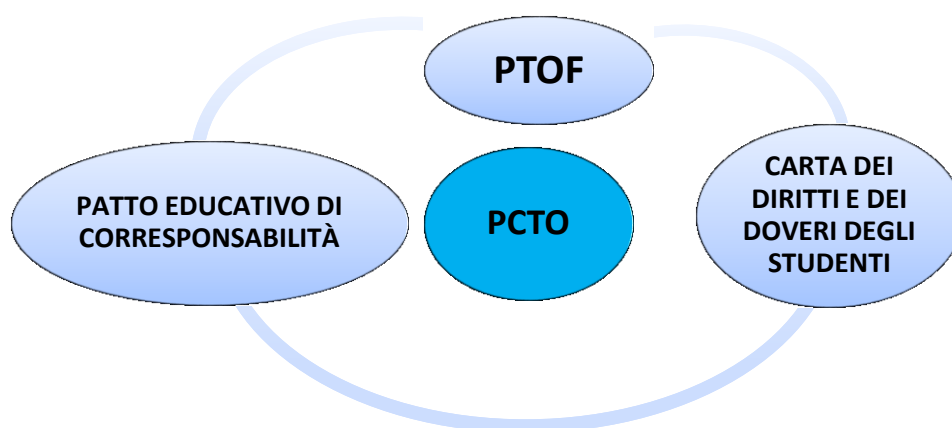 PTOF
PATTO EDUCATIVO DI
CORRESPONSABILITÀ
PCTO
CARTA DEI
DIRITTI E DEI
DOVERI DEGLI
STUDENTI